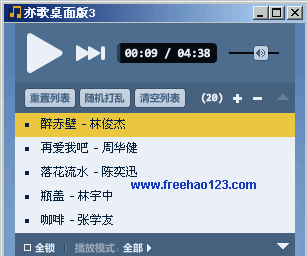 亦歌桌面版3
00:09 / 04:38
重置列表 随机打乱 清空列表 (20) + -
醉赤壁 - 林俊杰
再爱我吧 - 周华健
落花流水 - 陈奕迅
www.freehao123.com
瓶盖 - 林宇中
咖啡 - 张学友
全锁 播放模式: 全部